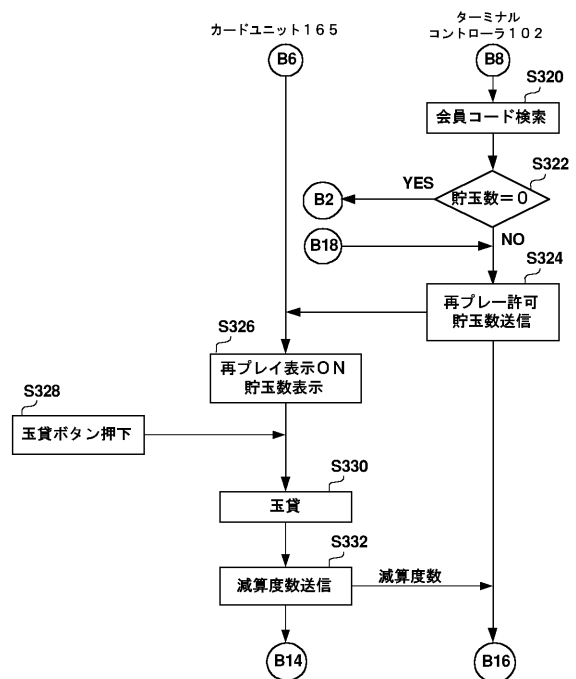 カードユニット165
ターミナル
コントローラ102
B6
B8
S320
会員コード検索
S322
貯玉数=0
YES
B2
NO
B18
S324
再プレー許可
貯玉数送信
S326
再プレイ表示ON
貯玉数表示
S328
玉貸ボタン押下
S330
玉貸
S332
減算度数送信
減算度数
B14
B16